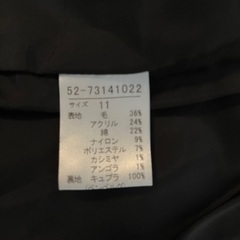 52-73141022
サイズ 11
表地 毛 36%
アクリル 24%
綿 22%
ナイロン 9%
ポリエステル 7%
カシミヤ 1%
アンゴラ 1%
裏地 キュプラ 100%